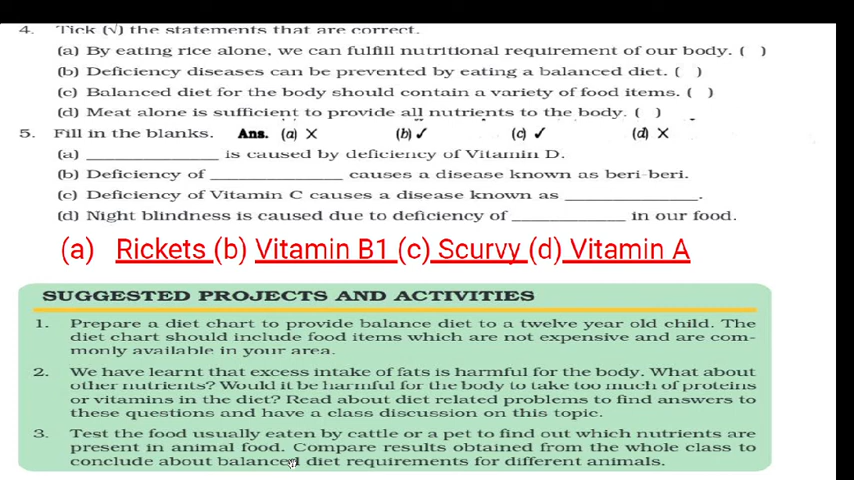 4. Tick (√) the statements that are correct.
(a) By eating rice alone, we can fulfill nutritional requirement of our body. ( )
(b) Deficiency diseases can be prevented by eating a balanced diet. ( )
(c) Balanced diet for the body should contain a variety of food items. ( )
(d) Meat alone is sufficient to provide all nutrients to the body. ( )
5. Fill in the blanks. Ans. (a) ✗ (b) ✓ (c) ✓ (d) ✗
(a) ____________ is caused by deficiency of Vitamin D.
(b) Deficiency of ____________ causes a disease known as beri-beri.
(c) Deficiency of Vitamin C causes a disease known as ____________.
(d) Night blindness is caused due to deficiency of ____________ in our food.
(a) Rickets (b) Vitamin B1 (c) Scurvy (d) Vitamin A
SUGGESTED PROJECTS AND ACTIVITIES
1. Prepare a diet chart to provide balance diet to a twelve year old child. The
diet chart should include food items which are not expensive and are com-
monly available in your area.
2. We have learnt that excess intake of fats is harmful for the body. What about
other nutrients? Would it be harmful for the body to take too much of proteins
or vitamins in the diet? Read about diet related problems to find answers to
these questions and have a class discussion on this topic.
3. Test the food usually eaten by cattle or a pet to find out which nutrients are
present in animal food. Compare results obtained from the whole class to
conclude about balanced diet requirements for different animals.